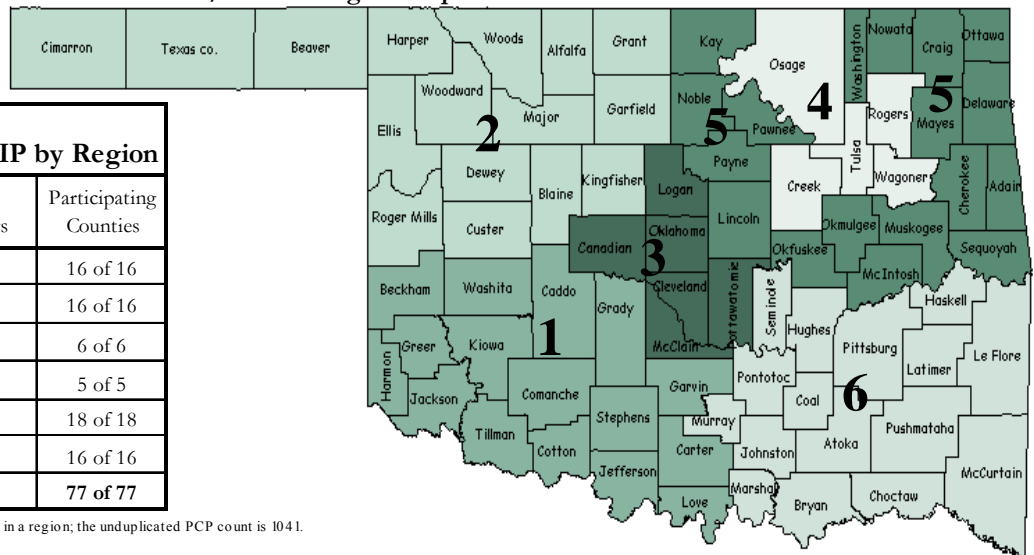 IP by Region
Participating
Counties
16 of 16
16 of 16
6 of 6
5 of 5
18 of 18
16 of 16
77 of 77
in a region; the unduplicated PCP count is 1041.
Cimarron
Texas co.
Beaver
Harper
Woods
Alfalfa
Grant
Kay
Osage
Washington
Nowata
Craig
Ottawa
Woodward
Ellis
Major
Garfield
Noble
Pawnee
Rogers
Mayes
Delaware
2
5
4
5
Tulsa
Dewey
Blaine
Kingfisher
Logan
Payne
Creek
Wagoner
Cherokee
Adair
Roger Mills
Custer
Canadian
Oklahoma
Lincoln
Okmulgee
Muskogee
Okfuskee
Sequoyah
McIntosh
3
Beckham
Washita
Caddo
Grady
Cleveland
Pottawatomie
Seminole
Hughes
Haskell
McClain
Pittsburg
Latimer
Le Flore
Greer
Kiowa
1
Harmon
Jackson
Comanche
Garvin
Pontotoc
Coal
6
Stephens
Murray
Atoka
Pushmataha
Tillman
Cotton
Carter
Johnston
McCurtain
Jefferson
Love
Marshal
Bryan
Choctaw